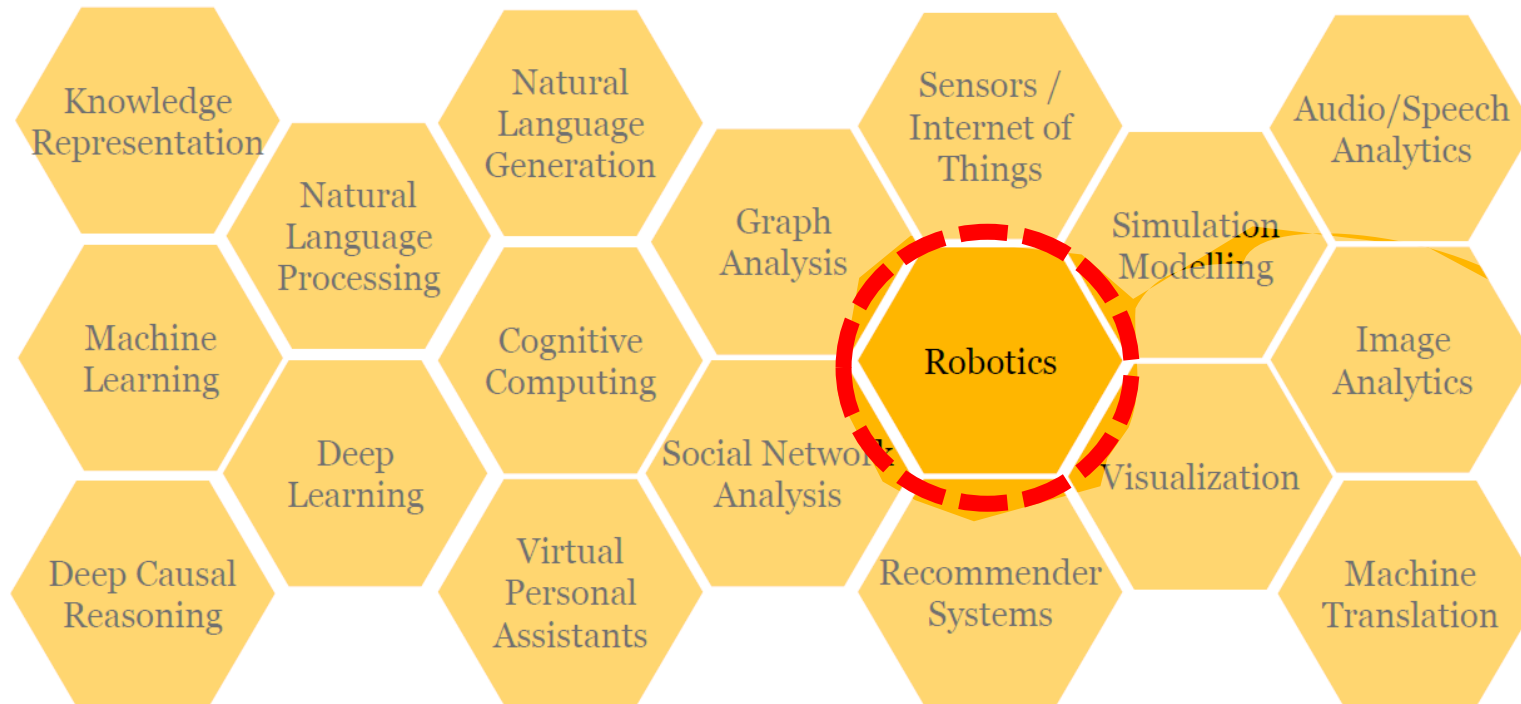 Knowledge
Representation
Machine
Learning
Deep Causal
Reasoning
Natural
Language
Processing
Deep
Learning
Natural
Language
Generation
Cognitive
Computing
Virtual
Personal
Assistants
Graph
Analysis
Social Network
Analysis
Sensors /
Internet of
Things
Robotics
Recommender
Systems
Simulation
Modelling
Visualization
Audio/Speech
Analytics
Image
Analytics
Machine
Translation